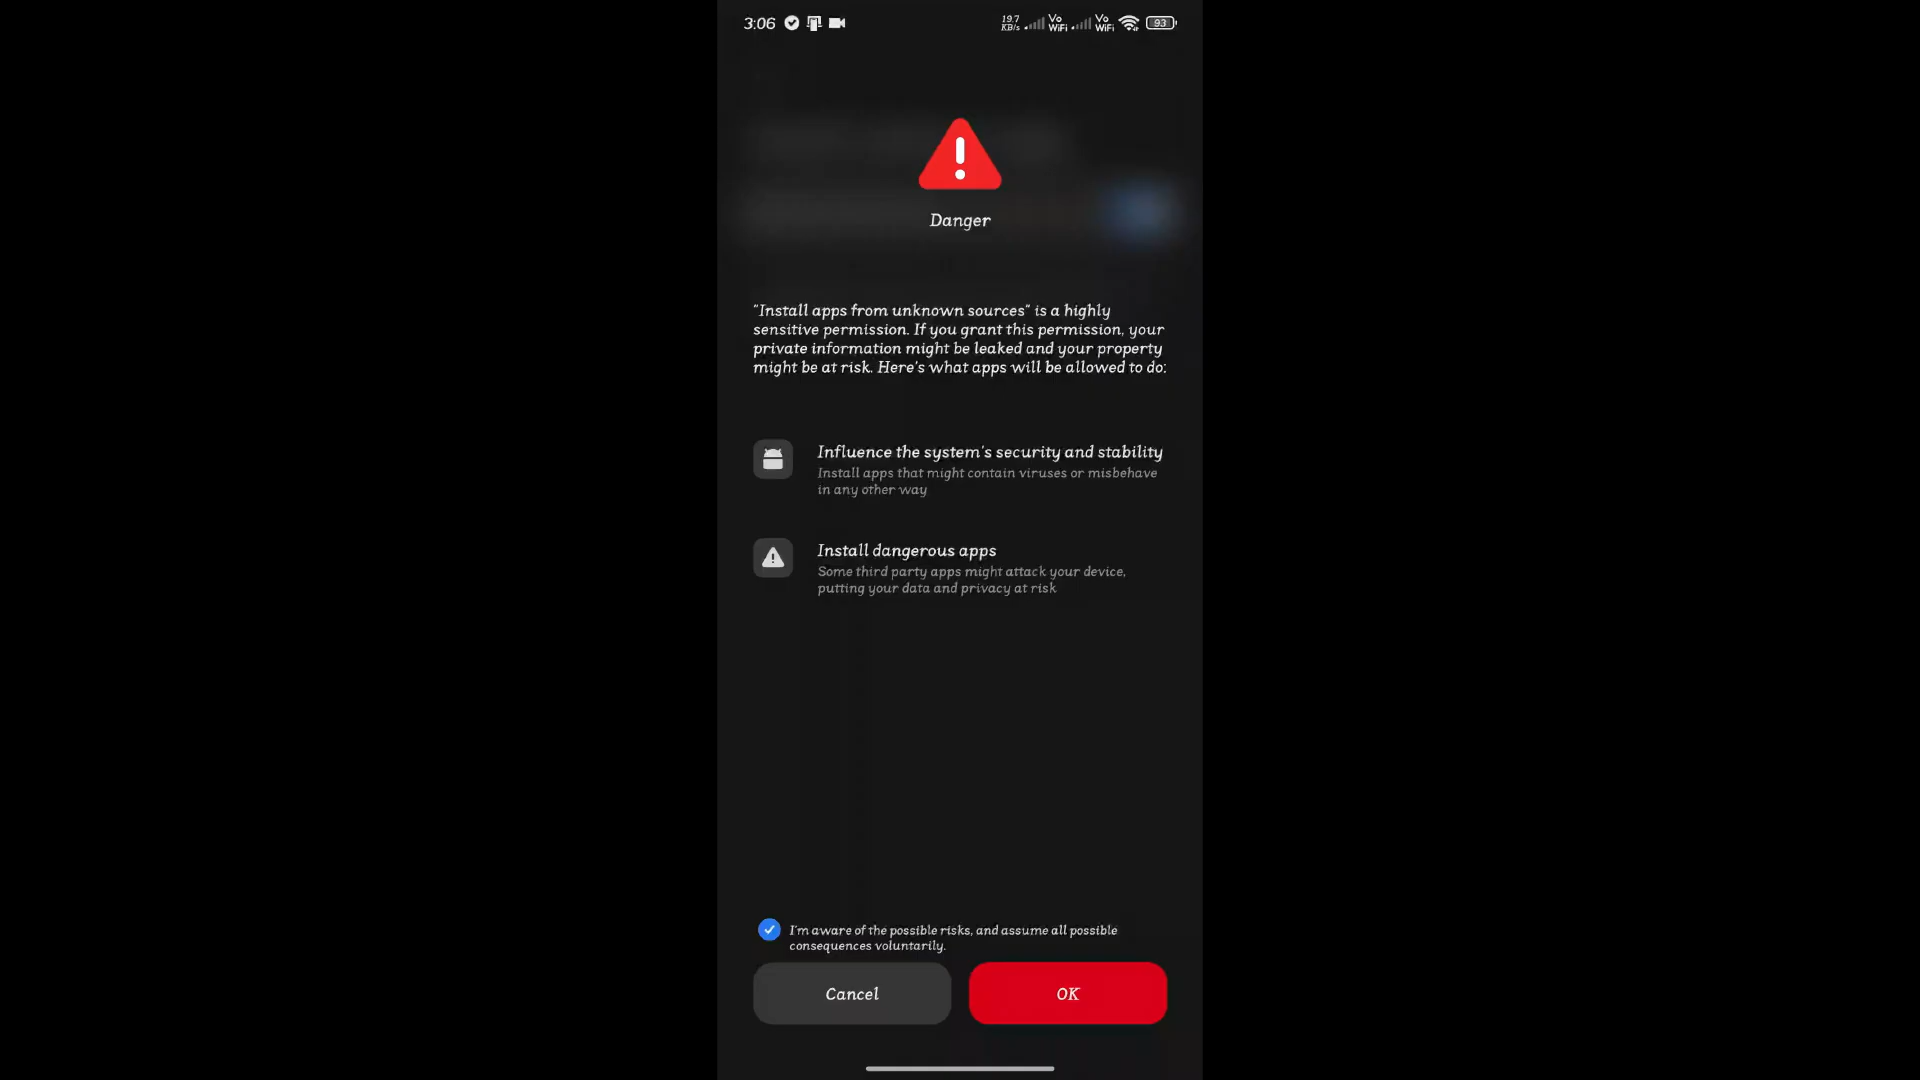 3:06
19.7
KB/s
Vo
WiFi
Vo
WiFi
93
Danger
"Install apps from unknown sources" is a highly
sensitive permission. If you grant this permission, your
private information might be leaked and your property
might be at risk. Here's what apps will be allowed to do:
Influence the system's security and stability
Install apps that might contain viruses or misbehave
in any other way
Install dangerous apps
Some third party apps might attack your device,
putting your data and privacy at risk
I'm aware of the possible risks, and assume all possible
consequences voluntarily.
Cancel
OK